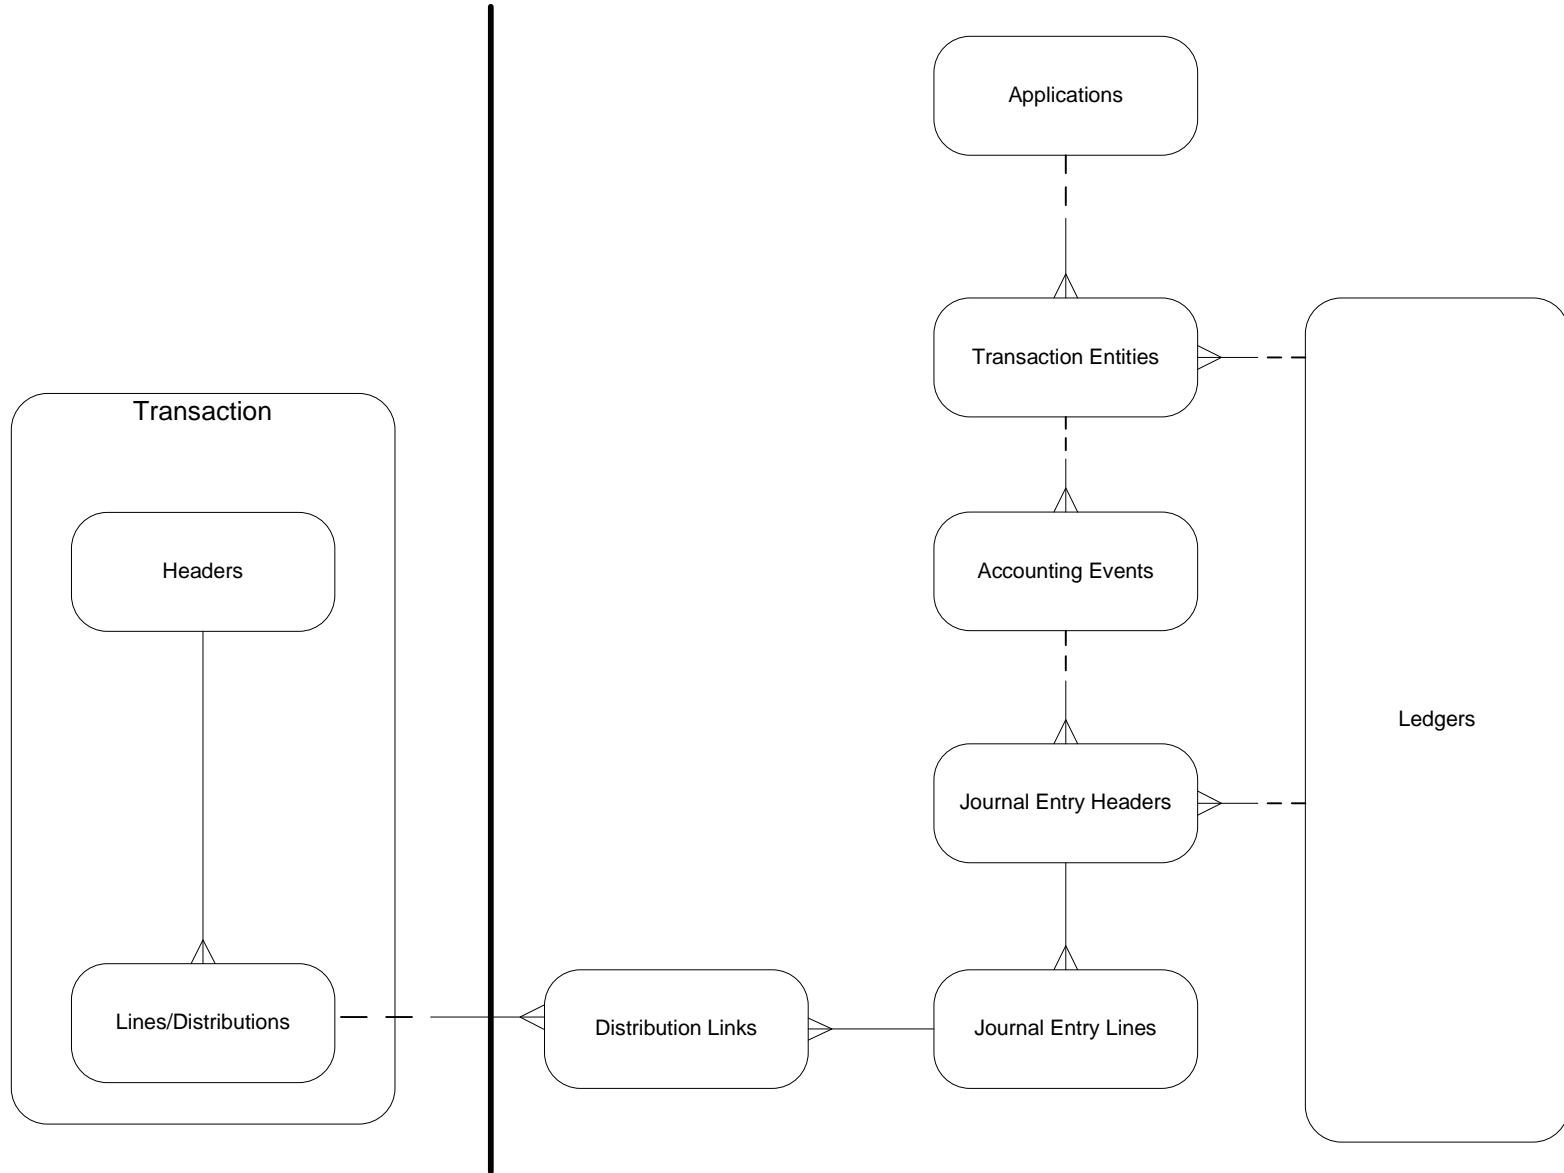 Applications
Transaction Entities
Transaction
Headers
Accounting Events
Ledgers
Journal Entry Headers
Lines/Distributions
Distribution Links
Journal Entry Lines